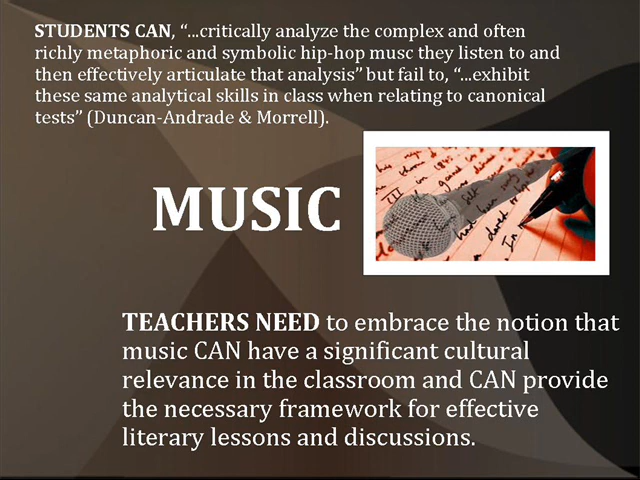 STUDENTS CAN, “...critically analyze the complex and often
richly metaphoric and symbolic hip-hop musc they listen to and
then effectively articulate that analysis” but fail to, “...exhibit
these same analytical skills in class when relating to canonical
tests” (Duncan-Andrade & Morrell).
MUSIC
TEACHERS NEED to embrace the notion that
music CAN have a significant cultural
relevance in the classroom and CAN provide
the necessary framework for effective
literary lessons and discussions.